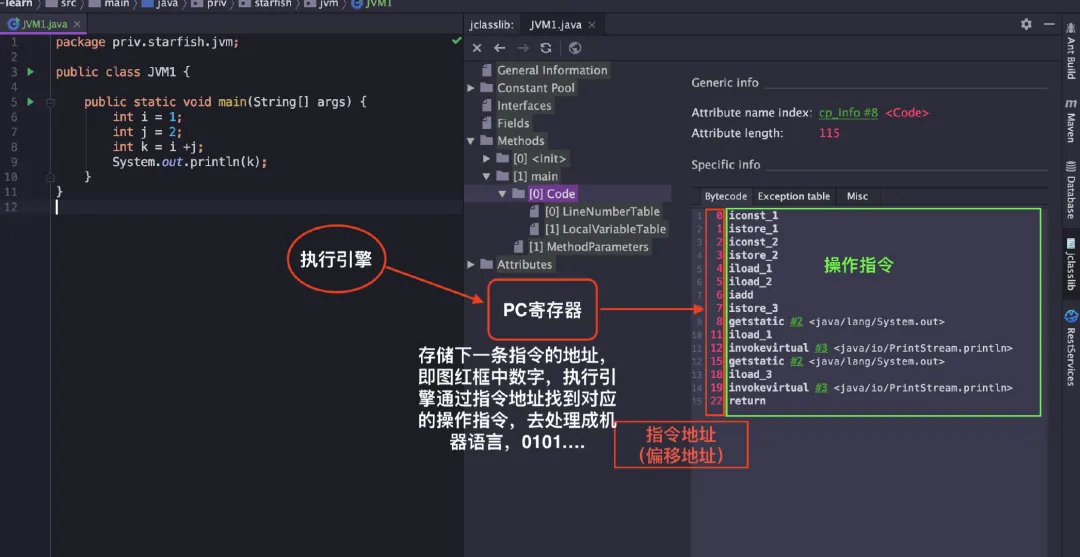 -learn
src
main
java
priv
starfish
jvm
JVM1
JVM1.java
1 package priv.starfish.jvm;
2
3 public class JVM1 {
4
5 public static void main(String[] args) {
6 int i = 1;
7 int j = 2;
8 int k = i +j;
9 System.out.println(k);
10 }
11 }
12
jclasslib:
JVM1.java
General Information
Constant Pool
Interfaces
Fields
Methods
[0] <init>
[1] main
[0] Code
[0] LineNumberTable
[1] LocalVariableTable
[1] MethodParameters
Attributes
Generic info
Attribute name index: cp_info #8 <Code>
Attribute length: 115
Specific info
Bytecode
Exception table
Misc
1 0 iconst_1
2 1 istore_1
3 2 iconst_2
4 3 istore_2
5 4 iload_1
6 5 iload_2
7 6 iadd
8 7 istore_3
9 8 getstatic #2 <java/lang/System.out>
10 11 iload_1
11 12 invokevirtual #3 <java/io/PrintStream.println>
12 15 getstatic #2 <java/lang/System.out>
13 18 iload_3
14 19 invokevirtual #3 <java/io/PrintStream.println>
15 22 return
操作指令
执行引擎
PC寄存器
存储下一条指令的地址，
即图红框中数字，执行引
擎通过指令地址找到对应
的操作指令，去处理成机
器语言，0101....
指令地址
（偏移地址）
Ant Build
m
Maven
Database
jclasslib
RestServices